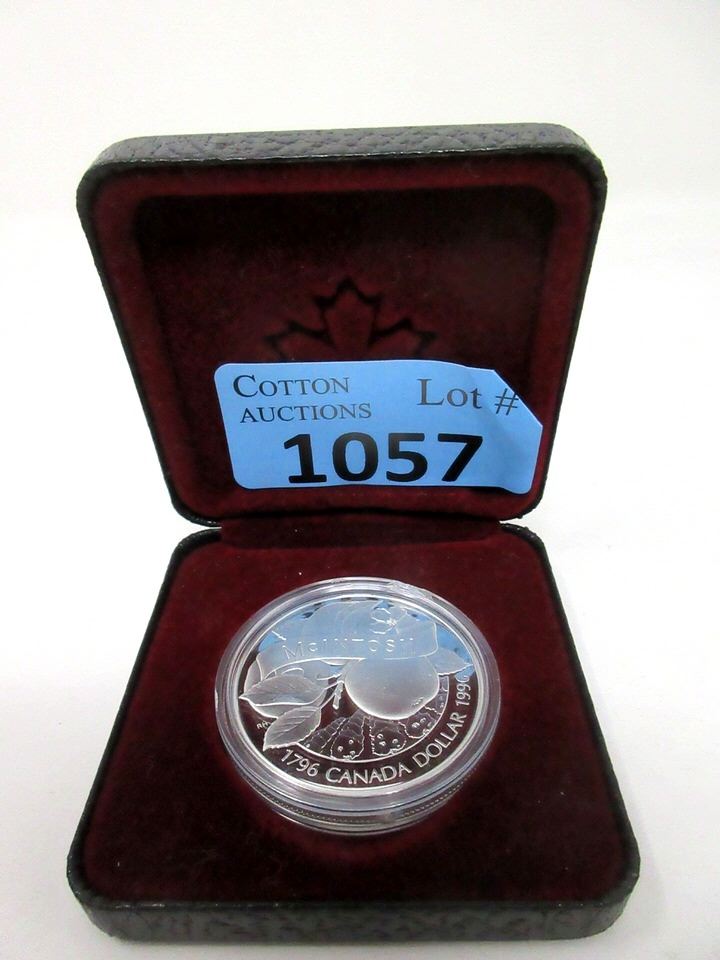 COTTON AUCTIONS
Lot #
1057
McINTOSH
1796 CANADA DOLLAR 1996